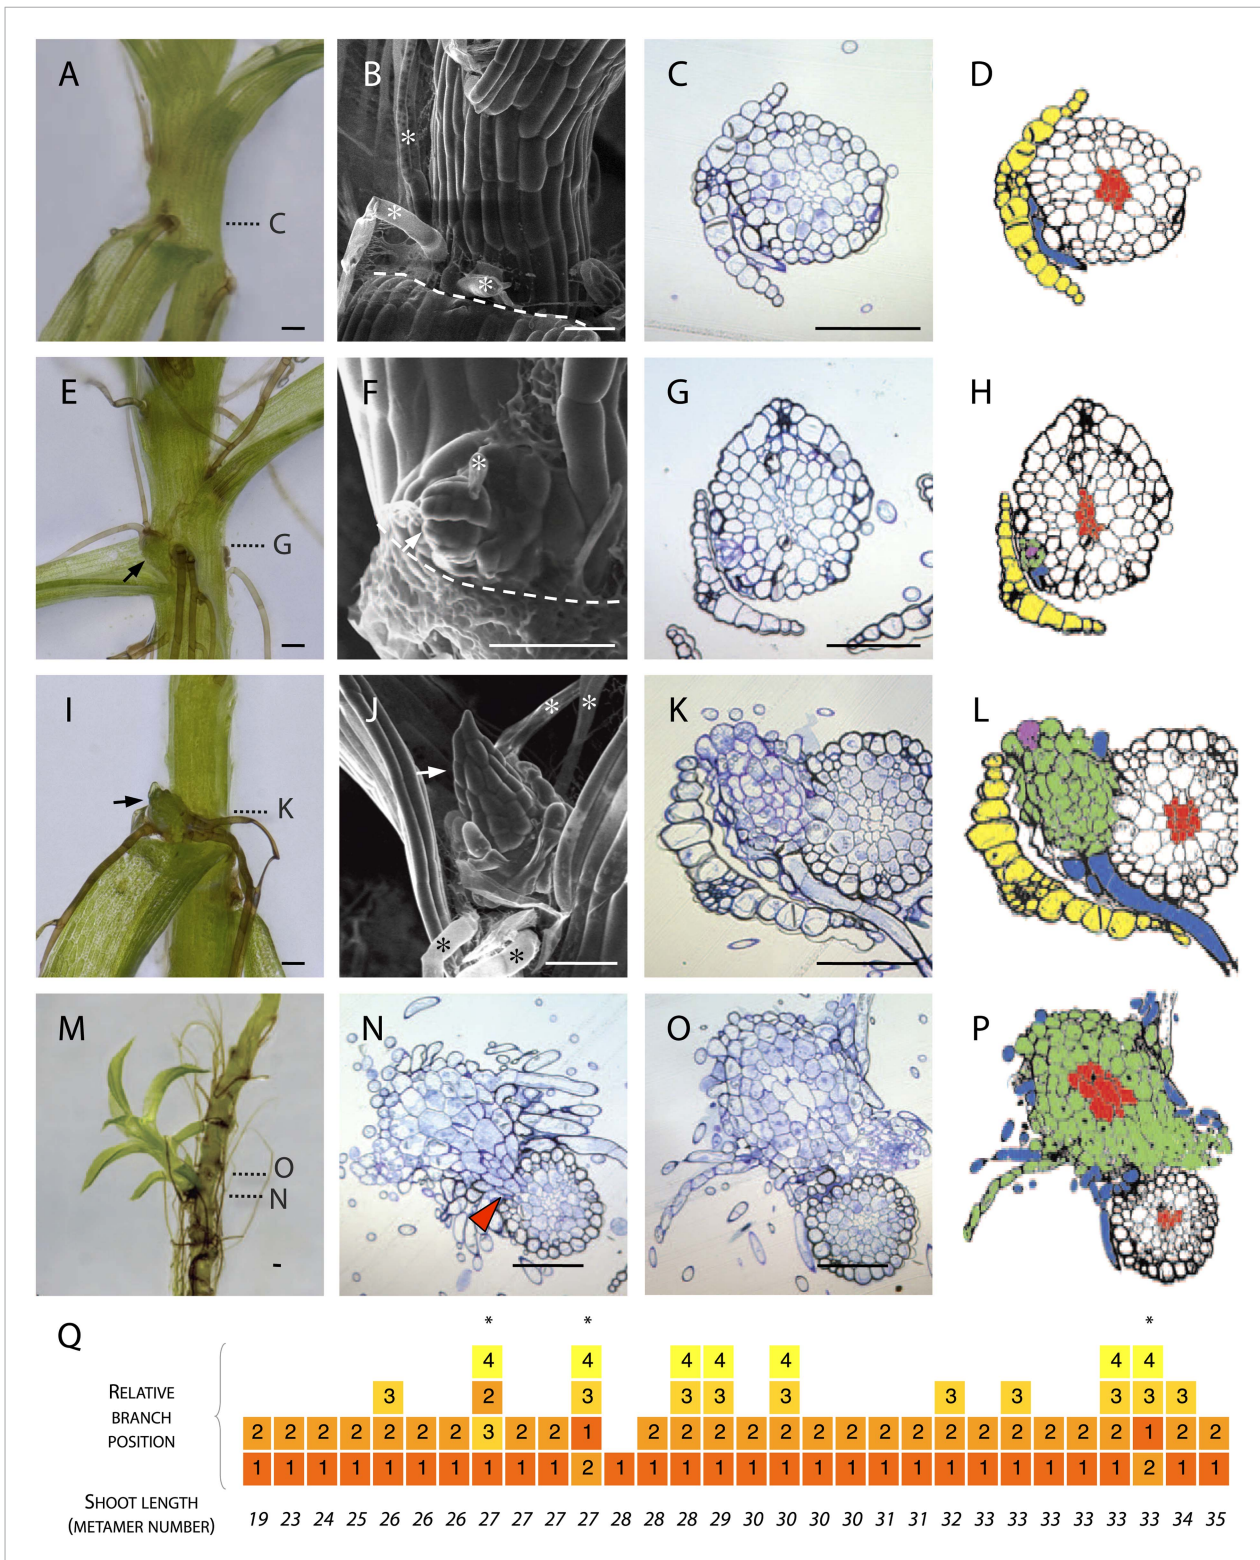 A
B
C
D
C
*
*
*
E
F
G
H
G
*
I
J
K
L
K
*
*
*
*
M
N
O
P
O
N
Q
* * *
4 4 4 4 4 4 4
3 2 3 3 3 3 3 3 3 3 3
2 2 2 2 2 2 2 3 2 2 1 2 2 2 2 2 2 2 2 2 2 2 2 2 2 2 1 2 2
1 1 1 1 1 1 1 1 1 1 2 1 1 1 1 1 1 1 1 1 1 1 1 1 1 1 1 2 1 1
RELATIVE
BRANCH
POSITION
SHOOT LENGTH
(METAMER NUMBER)
19 23 24 25 26 26 26 27 27 27 27 28 28 28 29 30 30 30 30 31 31 32 33 33 33 33 33 33 34 35